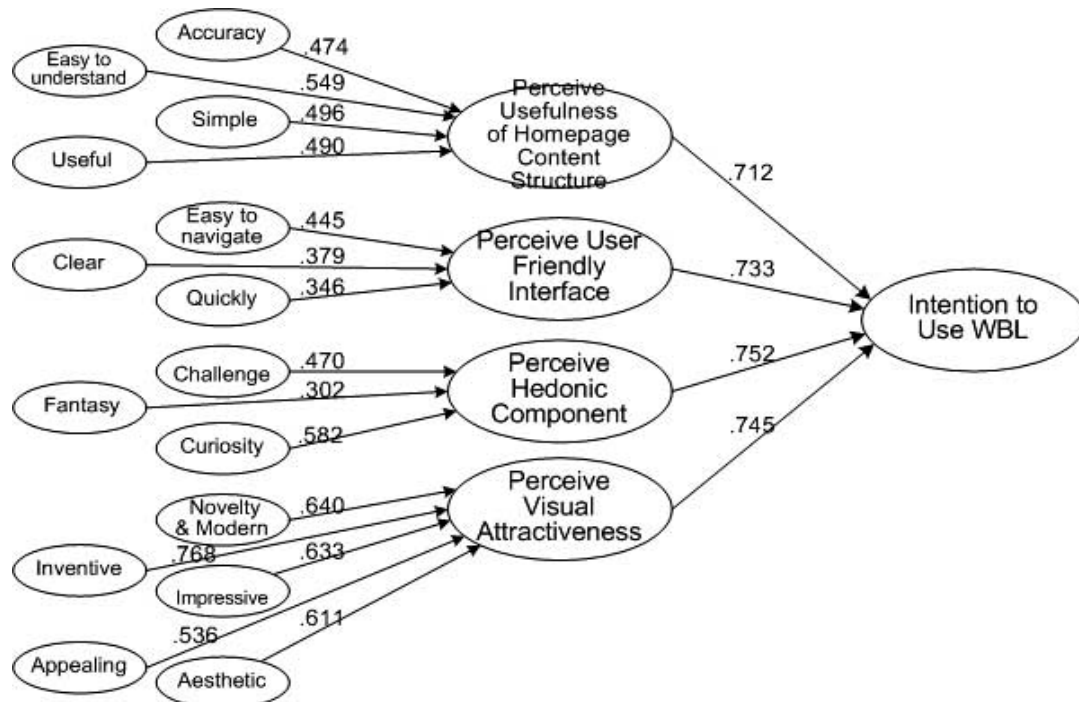 Accuracy
.474
Easy to
understand
.549
Simple
.496
Useful
.490
Perceive
Usefulness
of Homepage
Content
Structure
.712
Easy to
navigate
.445
Clear
.379
Quickly
.346
Perceive User
Friendly
Interface
.733
Intention to
Use WBL
Challenge
.470
Fantasy
.302
Curiosity
.582
Perceive
Hedonic
Component
.752
Novelty
& Modern
.640
Inventive
.768
Impressive
.633
Appealing
.536
Aesthetic
.611
Perceive
Visual
Attractiveness
.745